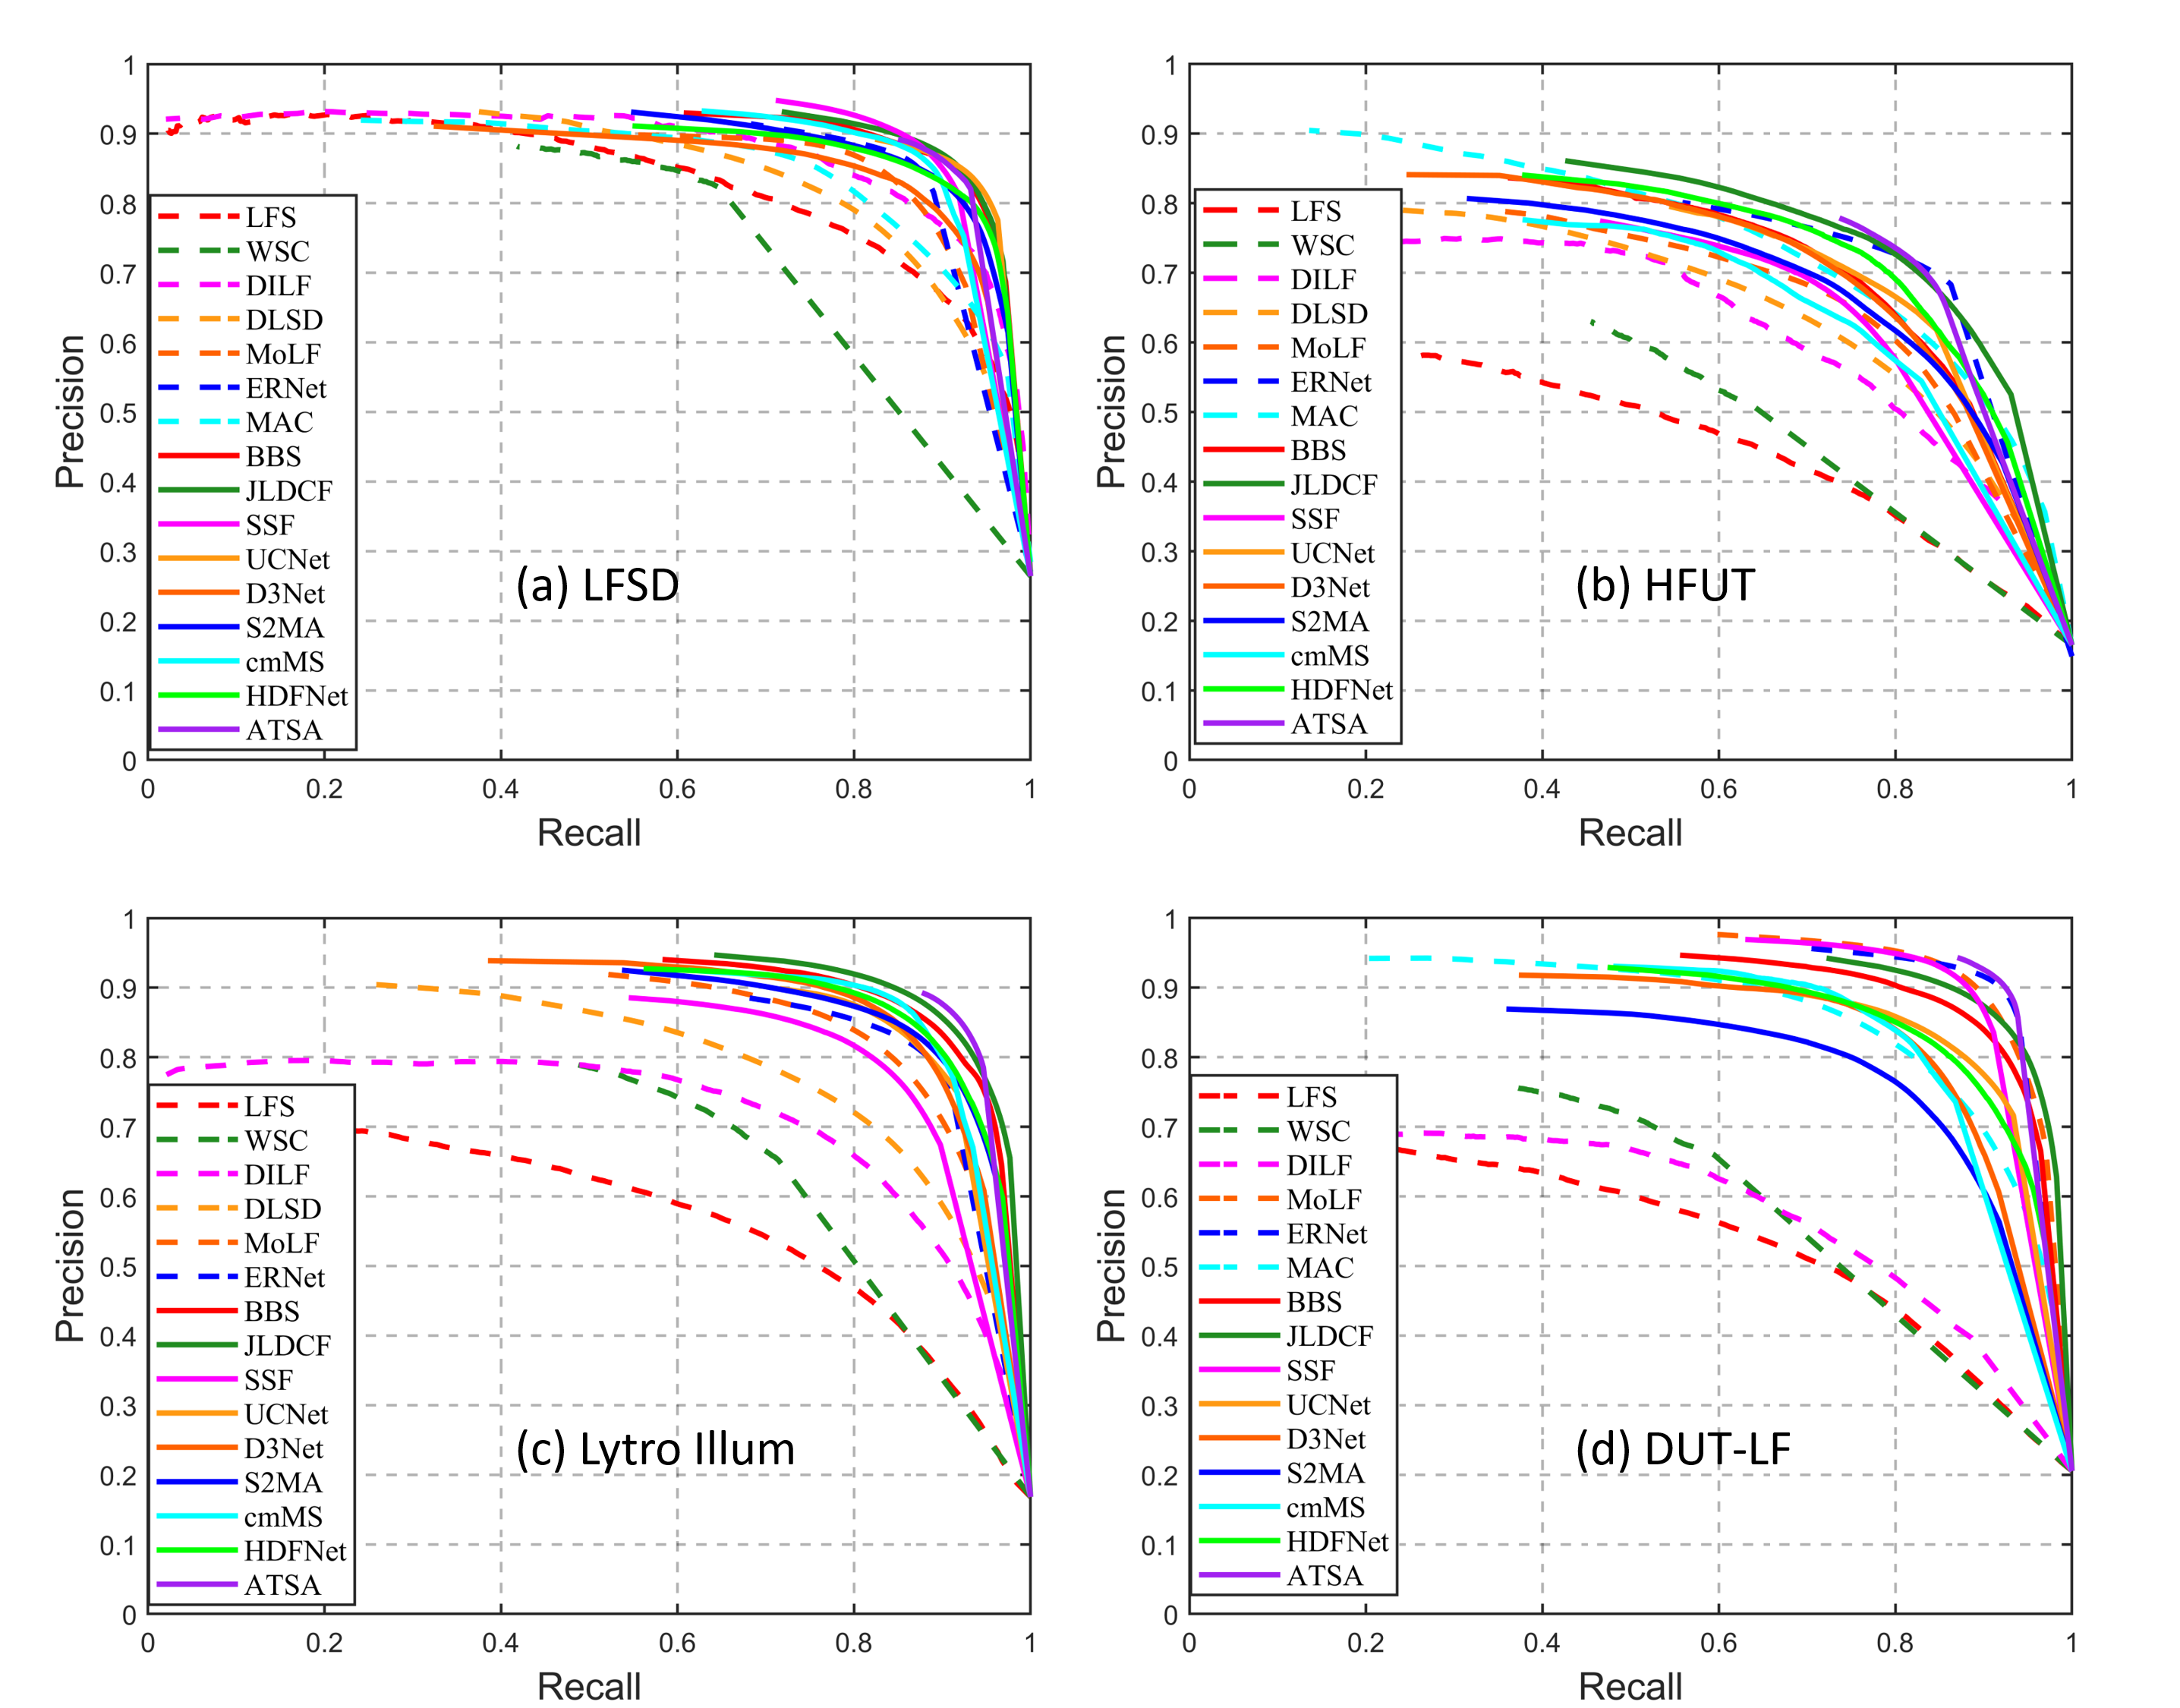 1
0.9
0.8
0.7
0.6
0.5
0.4
0.3
0.2
0.1
0
Precision
LFS
WSC
DILF
DLSD
MoLF
ERNet
MAC
BBS
JLDCF
SSF
UCNet
D3Net
S2MA
cmMS
HDFNet
ATSA
(a) LFSD
0 0.2 0.4 0.6 0.8 1
Recall
1
0.9
0.8
0.7
0.6
0.5
0.4
0.3
0.2
0.1
0
Precision
LFS
WSC
DILF
DLSD
MoLF
ERNet
MAC
BBS
JLDCF
SSF
UCNet
D3Net
S2MA
cmMS
HDFNet
ATSA
(b) HFUT
0 0.2 0.4 0.6 0.8 1
Recall
1
0.9
0.8
0.7
0.6
0.5
0.4
0.3
0.2
0.1
0
Precision
LFS
WSC
DILF
DLSD
MoLF
ERNet
BBS
JLDCF
SSF
UCNet
D3Net
S2MA
cmMS
HDFNet
ATSA
(c) Lytro Illum
0 0.2 0.4 0.6 0.8 1
Recall
1
0.9
0.8
0.7
0.6
0.5
0.4
0.3
0.2
0.1
0
Precision
LFS
WSC
DILF
MoLF
ERNet
MAC
BBS
JLDCF
SSF
UCNet
D3Net
S2MA
cmMS
HDFNet
ATSA
(d) DUT-LF
0 0.2 0.4 0.6 0.8 1
Recall